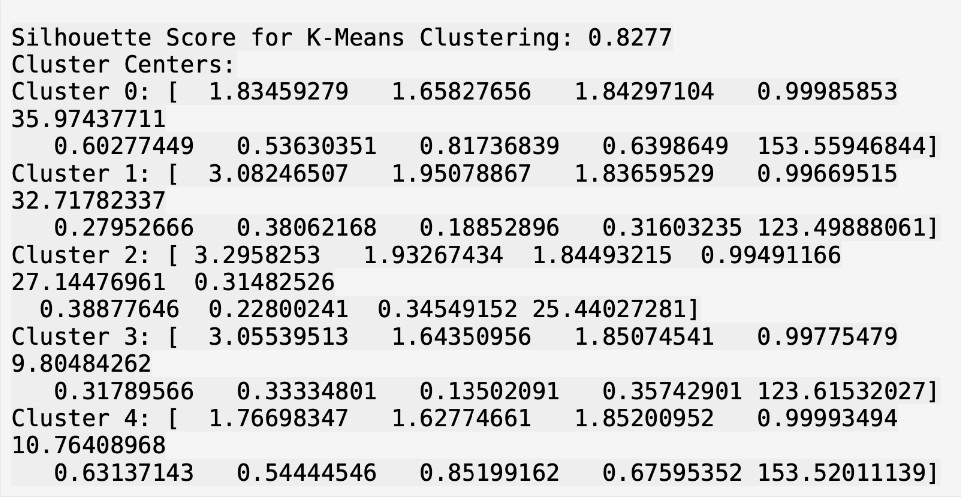 Silhouette Score for K-Means Clustering: 0.8277
Cluster Centers:
Cluster 0: [  1.83459279   1.65827656   1.84297104   0.99985853
35.97437711
   0.60277449   0.53630351   0.81736839   0.6398649  153.55946844]
Cluster 1: [  3.08246507   1.95078867   1.83659529   0.99669515
32.71782337
   0.27952666   0.38062168   0.18852896   0.31603235 123.49888061]
Cluster 2: [ 3.2958253   1.93267434  1.84493215  0.99491166
27.14476961  0.31482526
  0.38877646  0.22800241  0.34549152 25.44027281]
Cluster 3: [  3.05539513   1.64350956   1.85074541   0.99775479
9.80484262
   0.31789566   0.33334801   0.13502091   0.35742901 123.61532027]
Cluster 4: [  1.76698347   1.62774661   1.85200952   0.99993494
10.76408968
   0.63137143   0.54444546   0.85199162   0.67595352 153.52011139]